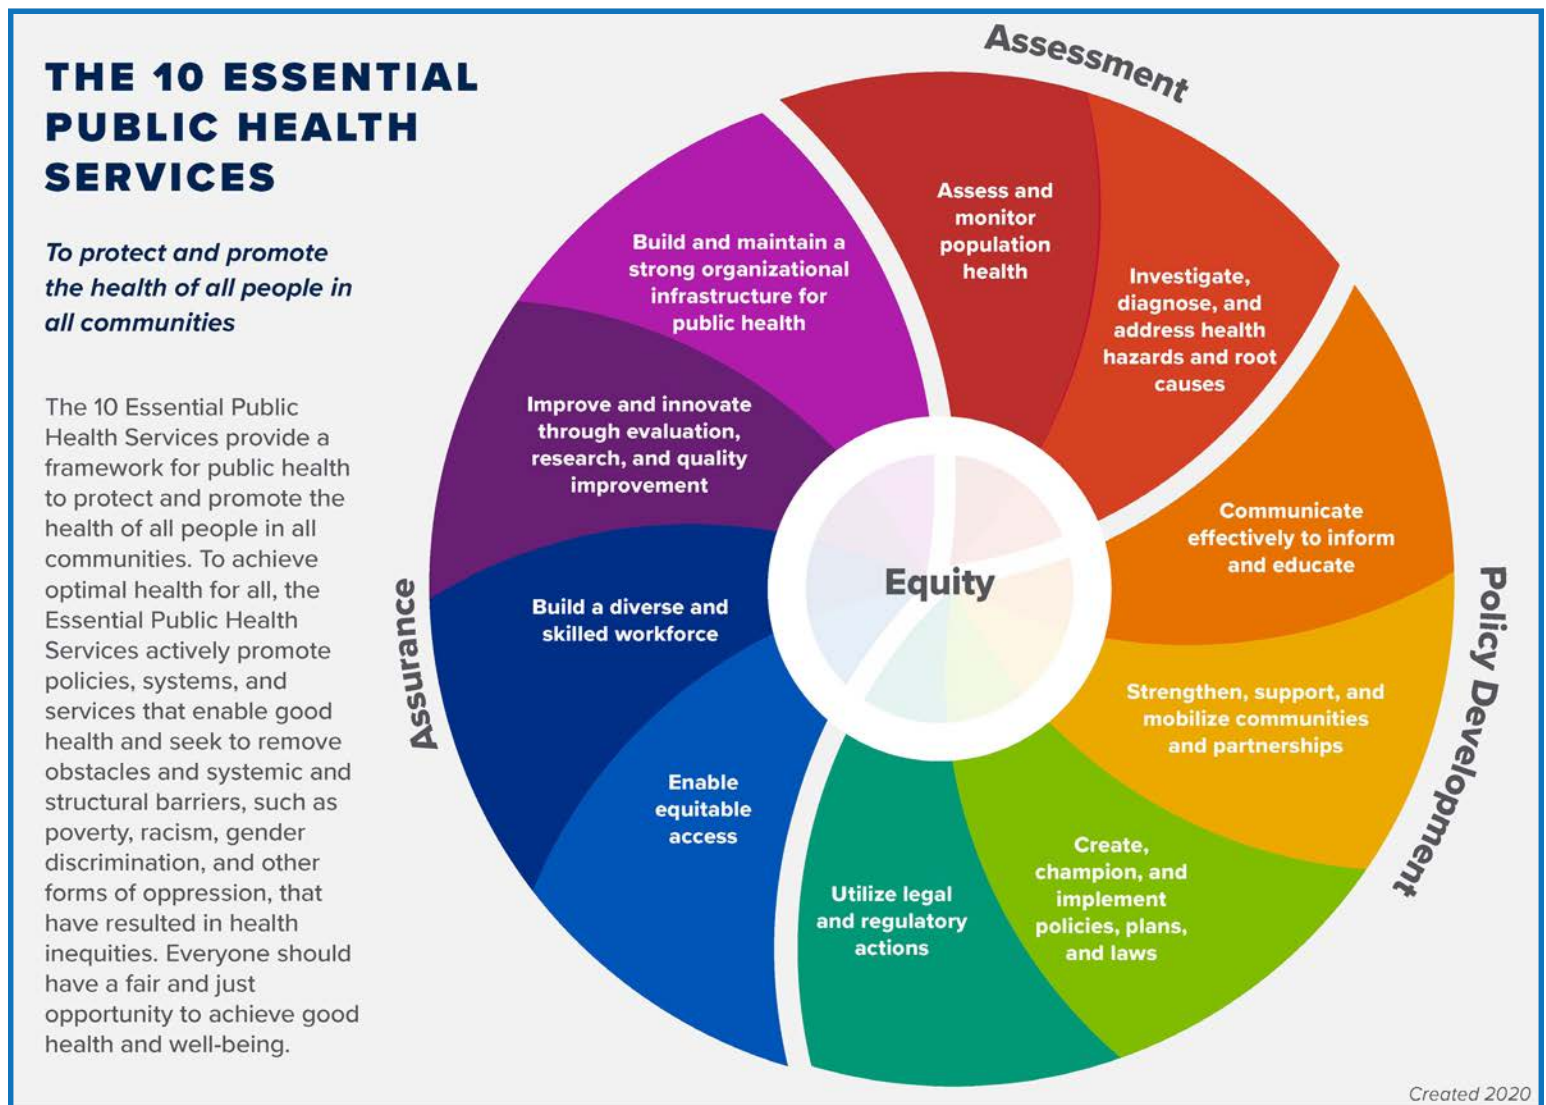 THE 10 ESSENTIAL
PUBLIC HEALTH
SERVICES
To protect and promote
the health of all people in
all communities
The 10 Essential Public
Health Services provide a
framework for public health
to protect and promote the
health of all people in all
communities. To achieve
optimal health for all, the
Essential Public Health
Services actively promote
policies, systems, and
services that enable good
health and seek to remove
obstacles and systemic and
structural barriers, such as
poverty, racism, gender
discrimination, and other
forms of oppression, that
have resulted in health
inequities. Everyone should
have a fair and just
opportunity to achieve good
health and well-being.
Assessment
Assess and
monitor
population
health
Investigate,
diagnose, and
address health
hazards and root
causes
Policy Development
Communicate
effectively to inform
and educate
Strengthen, support, and
mobilize communities
and partnerships
Create,
champion, and
implement
policies, plans,
and laws
Utilize legal
and regulatory
actions
Assurance
Enable
equitable
access
Build a diverse and
skilled workforce
Improve and innovate
through evaluation,
research, and quality
improvement
Build and maintain a
strong organizational
infrastructure for
public health
Equity
Created 2020